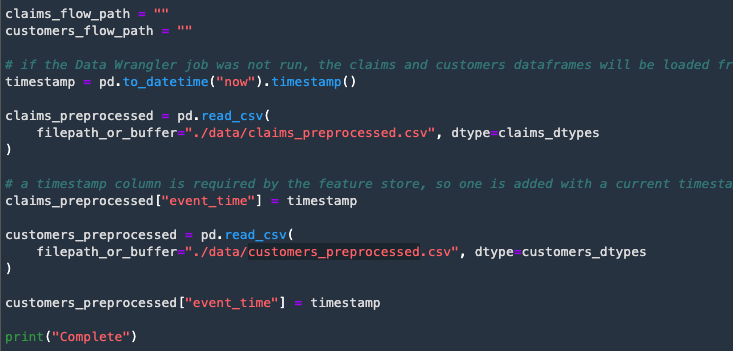 claims_flow_path = ""
customers_flow_path = ""
# if the Data Wrangler job was not run, the claims and customers dataframes will be loaded fr
timestamp = pd.to_datetime("now").timestamp()
claims_preprocessed = pd.read_csv(
    filepath_or_buffer="./data/claims_preprocessed.csv", dtype=claims_dtypes
)
# a timestamp column is required by the feature store, so one is added with a current timesta
claims_preprocessed["event_time"] = timestamp
customers_preprocessed = pd.read_csv(
    filepath_or_buffer="./data/customers_preprocessed.csv", dtype=customers_dtypes
)
customers_preprocessed["event_time"] = timestamp
print("Complete")